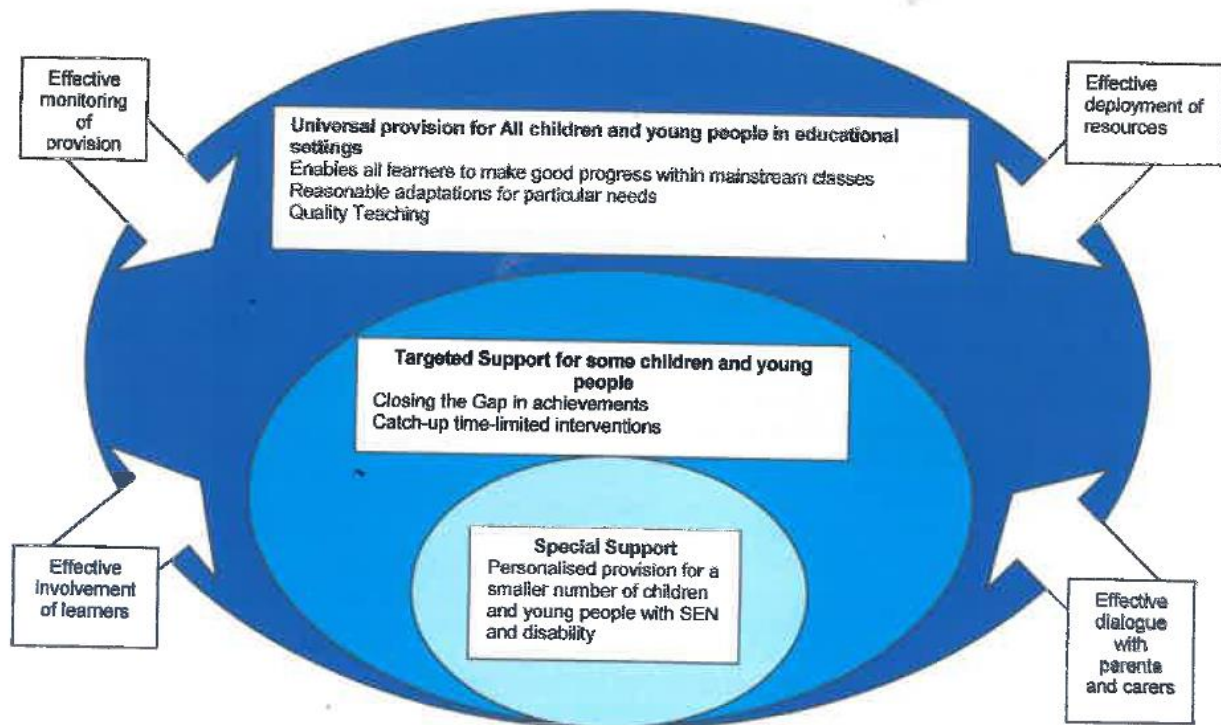 Effective
monitoring
of
provision
Effective
deployment of
resources
Universal provision for All children and young people in educational
settings
Enables all learners to make good progress within mainstream classes
Reasonable adaptations for particular needs
Quality Teaching
Targeted Support for some children and young
people
Closing the Gap in achievements
Catch-up time-limited interventions
Special Support
Personalised provision for a
smaller number of children
and young people with SEN
and disability
Effective
involvement
of learners
Effective
dialogue
with
parents
and carers